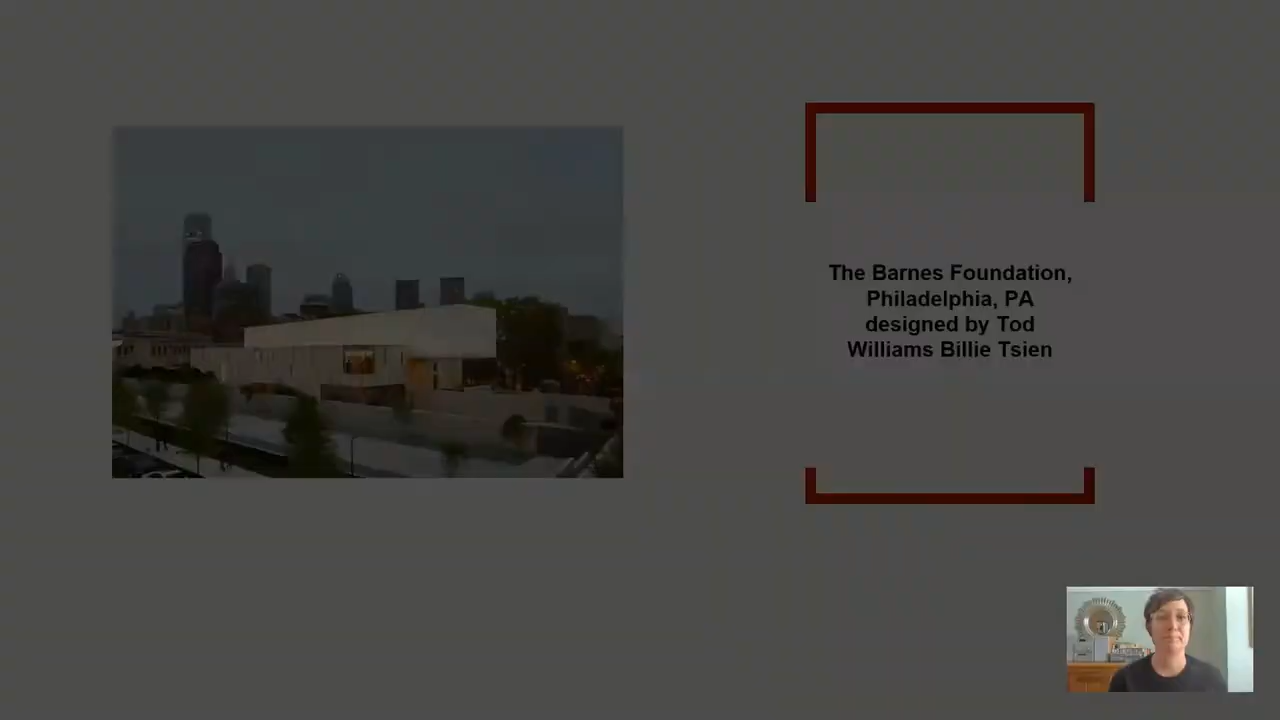 The Barnes Foundation,
Philadelphia, PA
designed by Tod
Williams Billie Tsien